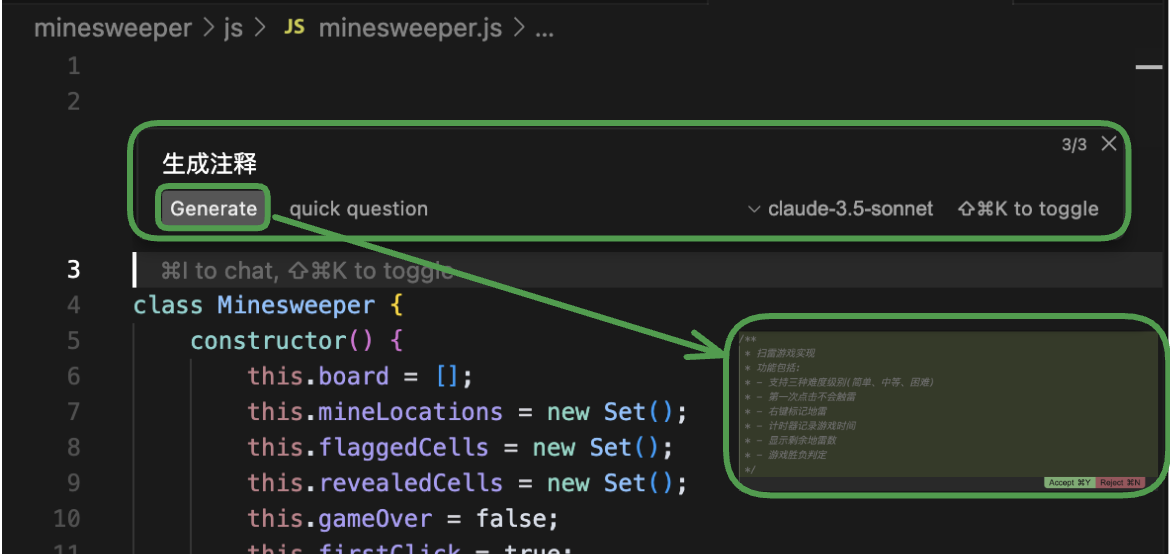 minesweeper > js > JS minesweeper.js > ...
1
2
3/3
生成注释
Generate quick question claude-3.5-sonnet ⇧⌘K to toggle
3 ⌘I to chat, ⇧⌘K to toggle
4 class Minesweeper {
5 constructor() {
6 this.board = [];
7 this.mineLocations = new Set();
8 this.flaggedCells = new Set();
9 this.revealedCells = new Set();
10 this.gameOver = false;
11 this.firstClick = true;
/**
* 扫雷游戏实现
* 功能包括:
* - 支持三种难度级别(简单、中等、困难)
* - 第一次点击不会触雷
* - 右键标记地雷
* - 计时器记录游戏时间
* - 显示剩余地雷数
* - 游戏胜负判定
*/
Accept ⌘Y Reject ⌘N